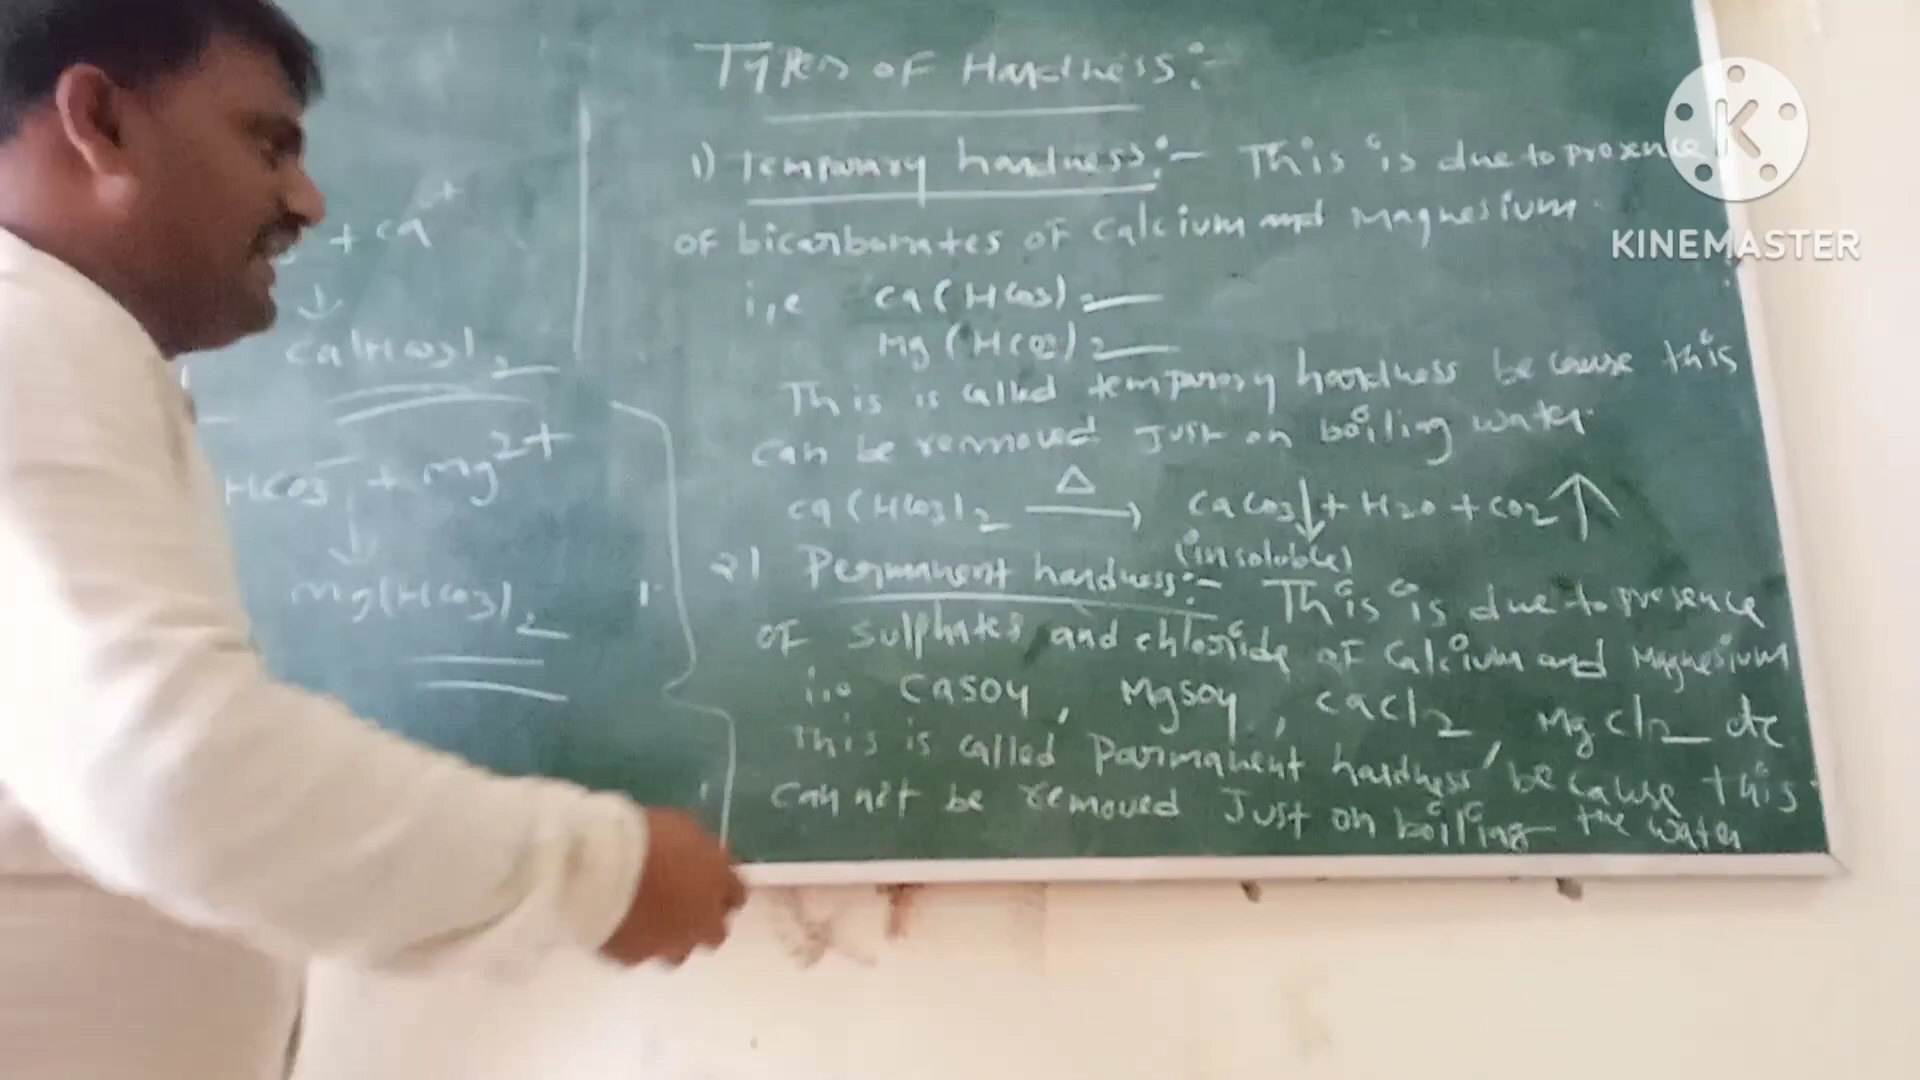 + Ca+
↓
Ca(HCO3)2
HCO3- + Mg2+
↓
Mg(HCO3)2
Types of Hardness:-
1) Temporary hardness:- This is due to presence
of bicarbonates of Calcium and Magnesium
i,e Ca(HCO3)2
Mg(HCO3)2
This is called temporary hardness because this
can be removed Just on boiling water
Ca(HCO3)2 Δ→ CaCO3↓ + H2O + CO2↑
(insoluble)
2) Permanent hardness:- This is due to presence
of Sulphates and chloride of Calcium and Magnesium
i,e CaSO4, MgSO4, CaCl2 MgCl2 etc
This is called Parmanent hardness because this
can not be removed Just on boiling the water
K
KINEMASTER